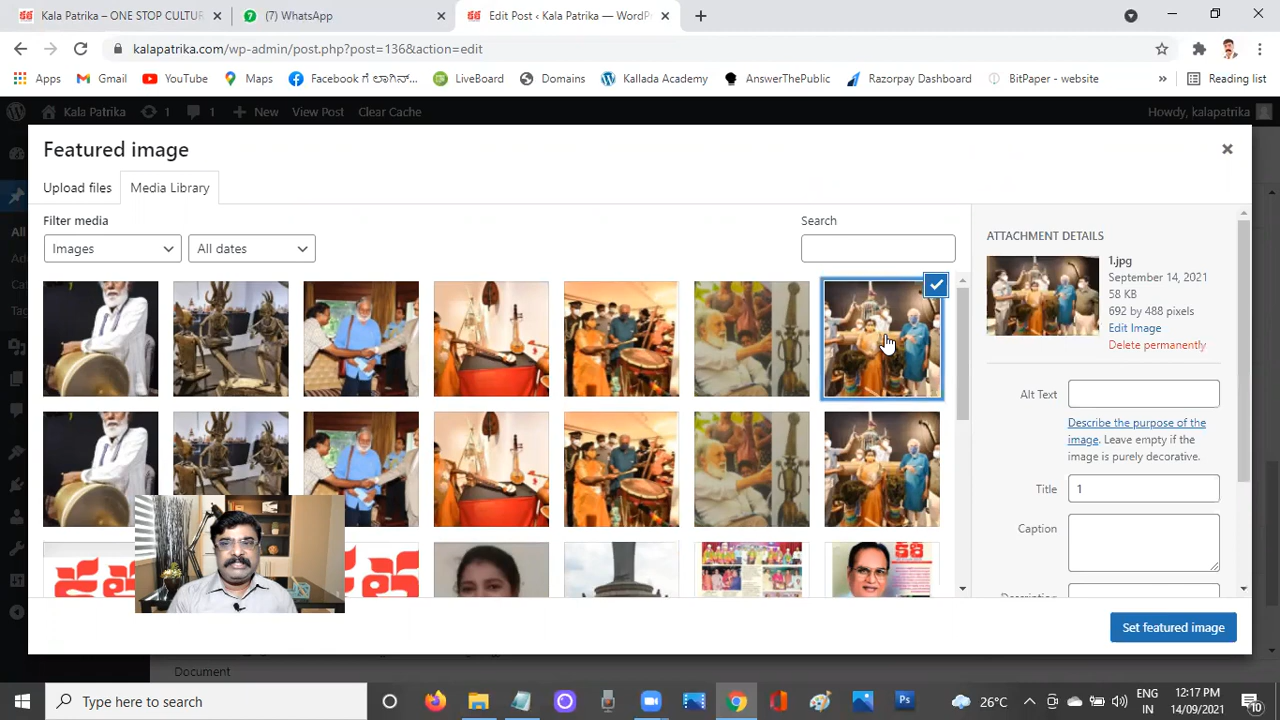 Kala Patrika – ONE STOP CULTUR
(7) WhatsApp
Edit Post ‹ Kala Patrika — WordP
kalapatrika.com/wp-admin/post.php?post=136&action=edit
Apps
Gmail
YouTube
Maps
Facebook ಗೆ ಲಾಗಿನ್...
LiveBoard
Domains
Kallada Academy
AnswerThePublic
Razorpay Dashboard
BitPaper - website
»
Reading list
Kala Patrika
1
1
New
View Post
Clear Cache
Howdy, kalapatrika
Featured image
Upload files
Media Library
Filter media
Search
Images
All dates
ATTACHMENT DETAILS
1.jpg
September 14, 2021
58 KB
692 by 488 pixels
Edit Image
Delete permanently
Alt Text
Describe the purpose of the
image. Leave empty if the
image is purely decorative.
Title
1
Caption
Description
Set featured image
All
Document
Type here to search
26°C
ENG
IN
12:17 PM
14/09/2021
10